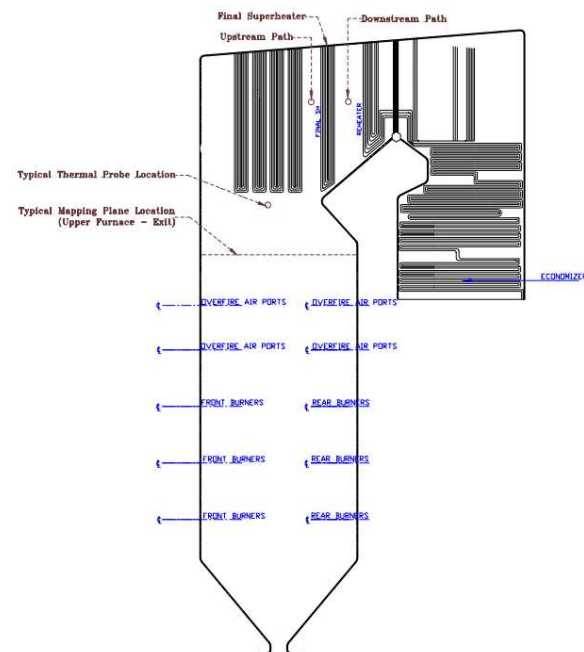 Final Superheater
Downstream Path
Upstream Path
FINAL SH
REHEATER
Typical Thermal Probe Location
Typical Mapping Plane Location
(Upper Furnace - Exit)
ECONOMIZER
OVERFIRE AIR PORTS
OVERFIRE AIR PORTS
OVERFIRE AIR PORTS
OVERFIRE AIR PORTS
FRONT BURNERS
REAR BURNERS
FRONT BURNERS
REAR BURNERS
FRONT BURNERS
REAR BURNERS